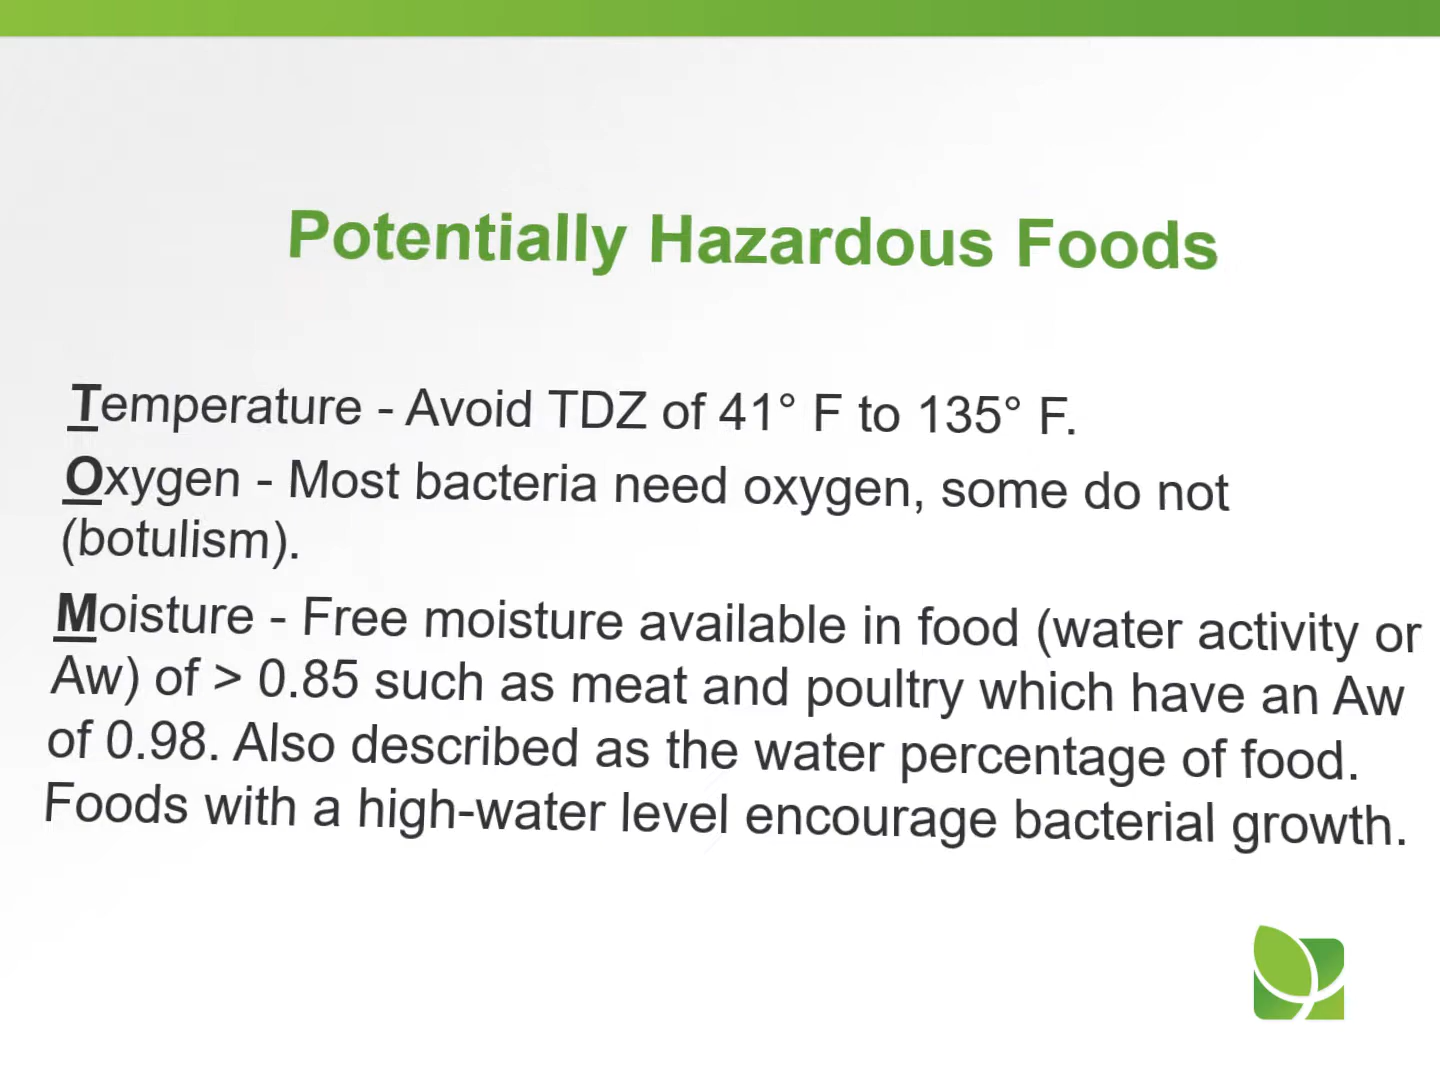 Potentially Hazardous Foods
Temperature - Avoid TDZ of 41° F to 135° F.
Oxygen - Most bacteria need oxygen, some do not
(botulism).
Moisture - Free moisture available in food (water activity or
Aw) of > 0.85 such as meat and poultry which have an Aw
of 0.98. Also described as the water percentage of food.
Foods with a high-water level encourage bacterial growth.